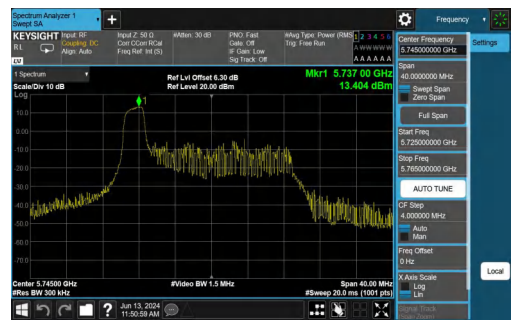 Spectrum Analyzer 1
Swept SA
Frequency
KEYSIGHT
RL
Input: RF
Coupling: DC
Align: Auto
Input Z: 50 Ω
Corr CCorr RCal
Freq Ref: Int (S)
#Atten: 30 dB
PNO: Fast
Gate: Off
IF Gain: Low
Sig Track: Off
#Avg Type: Power (RMS
Trig: Free Run
1 2 3 4 5 6
A W W W W W
A A A A A A
LV
1 Spectrum
Scale/Div 10 dB
Log
Ref Lvl Offset 6.30 dB
Ref Level 20.00 dBm
Mkr1 5.737 00 GHz
13.404 dBm
1
10.0
0.00
-10.0
-20.0
-30.0
-40.0
-50.0
-60.0
-70.0
Center 5.74500 GHz
#Res BW 300 kHz
#Video BW 1.5 MHz
Span 40.00 MHz
#Sweep 20.0 ms (1001 pts)
Center Frequency
5.745000000 GHz
Settings
Span
40.0000000 MHz
Swept Span
Zero Span
Full Span
Start Freq
5.725000000 GHz
Stop Freq
5.765000000 GHz
AUTO TUNE
CF Step
4.000000 MHz
Auto
Man
Freq Offset
0 Hz
X Axis Scale
Log
Lin
Local
Signal Track
(Span Zoom)
?
Jun 13, 2024
11:50:59 AM